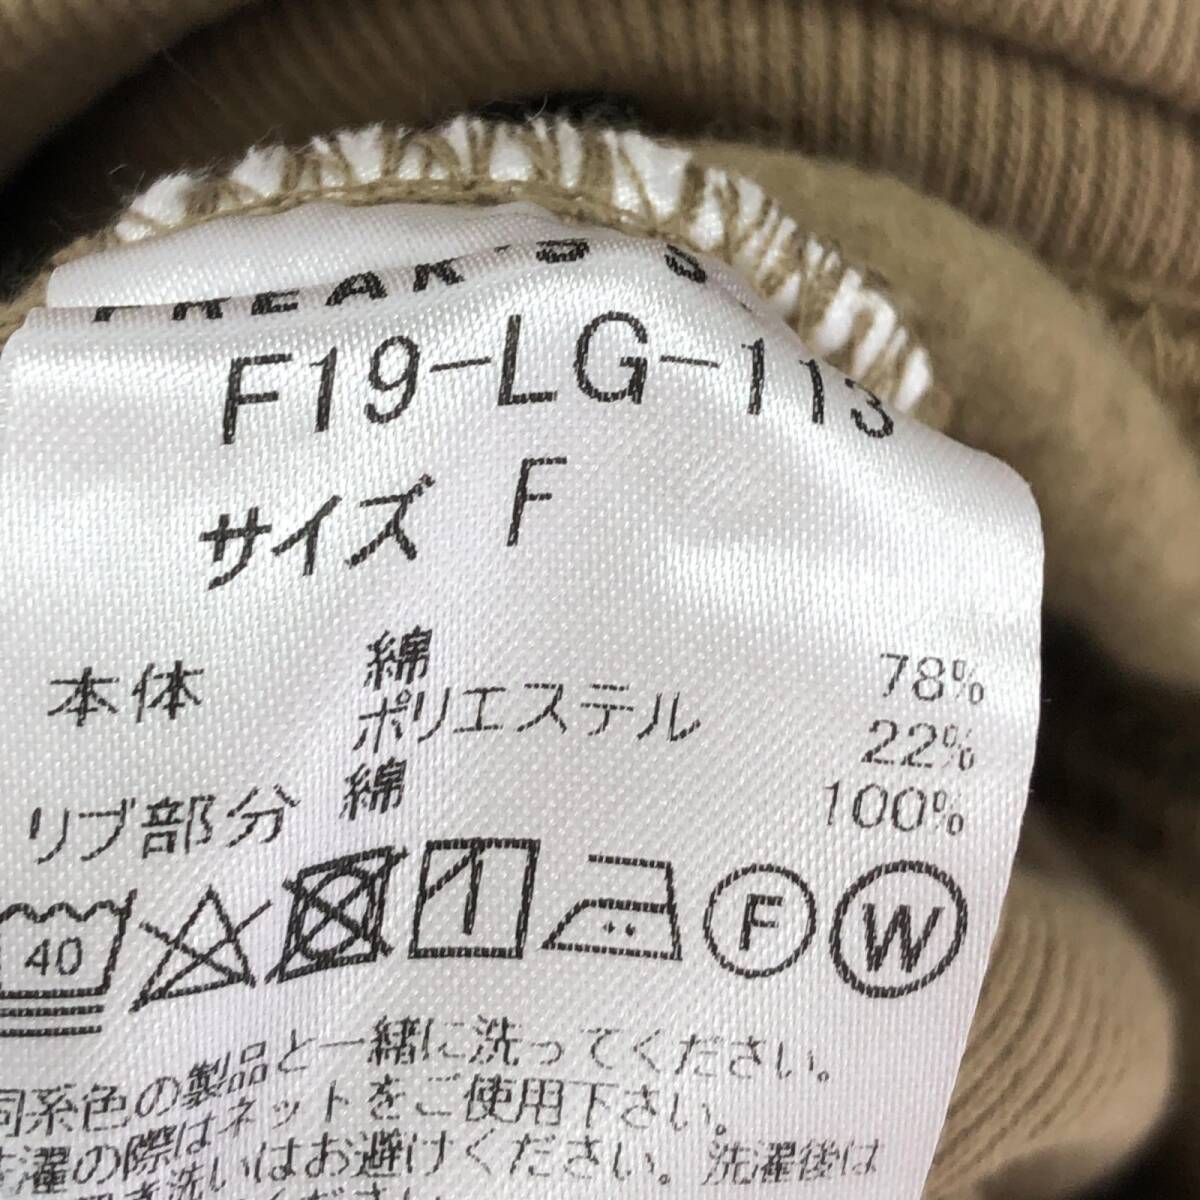 FREAK'S
F19-LG-113
サイズ F
本体 綿 78%
ポリエステル 22%
リブ部分 綿 100%
40 F W
同系色の製品と一緒に洗ってください。
の際はネットをご使用下さい。
洗いはお避けください。洗濯後は